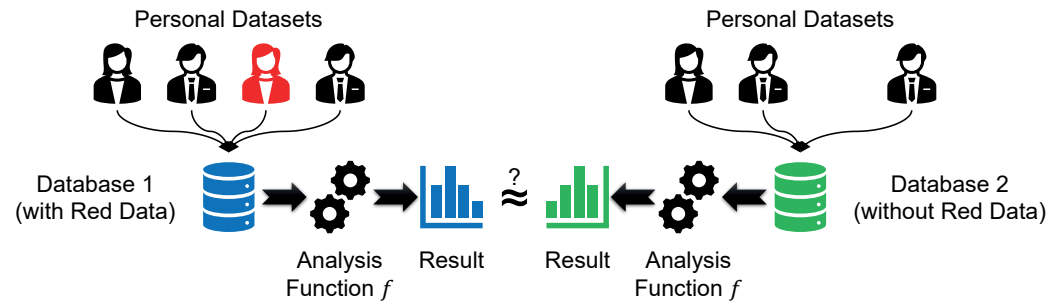 Personal Datasets
Personal Datasets
Database 1
(with Red Data)
?
≈
Database 2
(without Red Data)
Analysis
Function f
Result
Result
Analysis
Function f